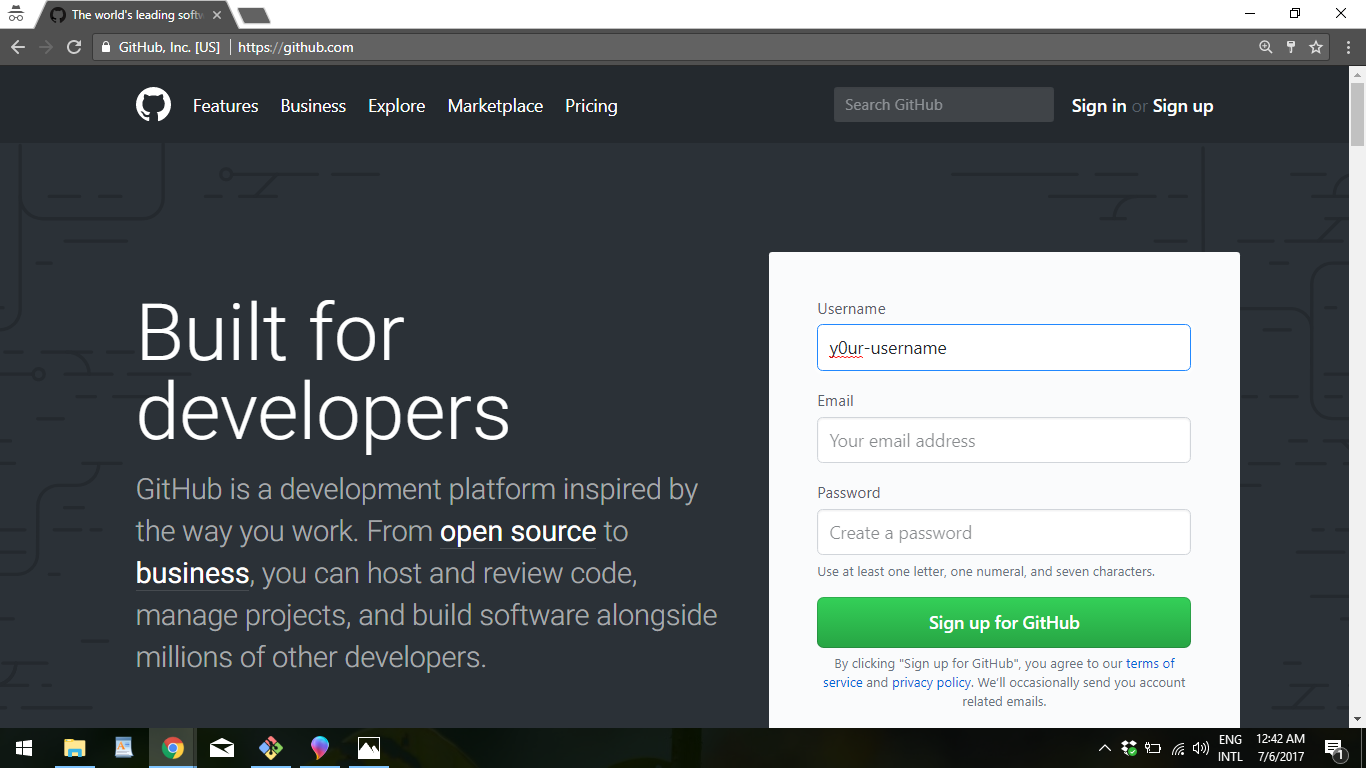 The world's leading softw
GitHub, Inc. [US] https://github.com
Features Business Explore Marketplace Pricing Search GitHub Sign in or Sign up
Built for
developers
GitHub is a development platform inspired by
the way you work. From open source to
business, you can host and review code,
manage projects, and build software alongside
millions of other developers.
Username
y0ur-username
Email
Your email address
Password
Create a password
Use at least one letter, one numeral, and seven characters.
Sign up for GitHub
By clicking "Sign up for GitHub", you agree to our terms of
service and privacy policy. We'll occasionally send you account
related emails.
ENG
INTL
12:42 AM
7/6/2017
1